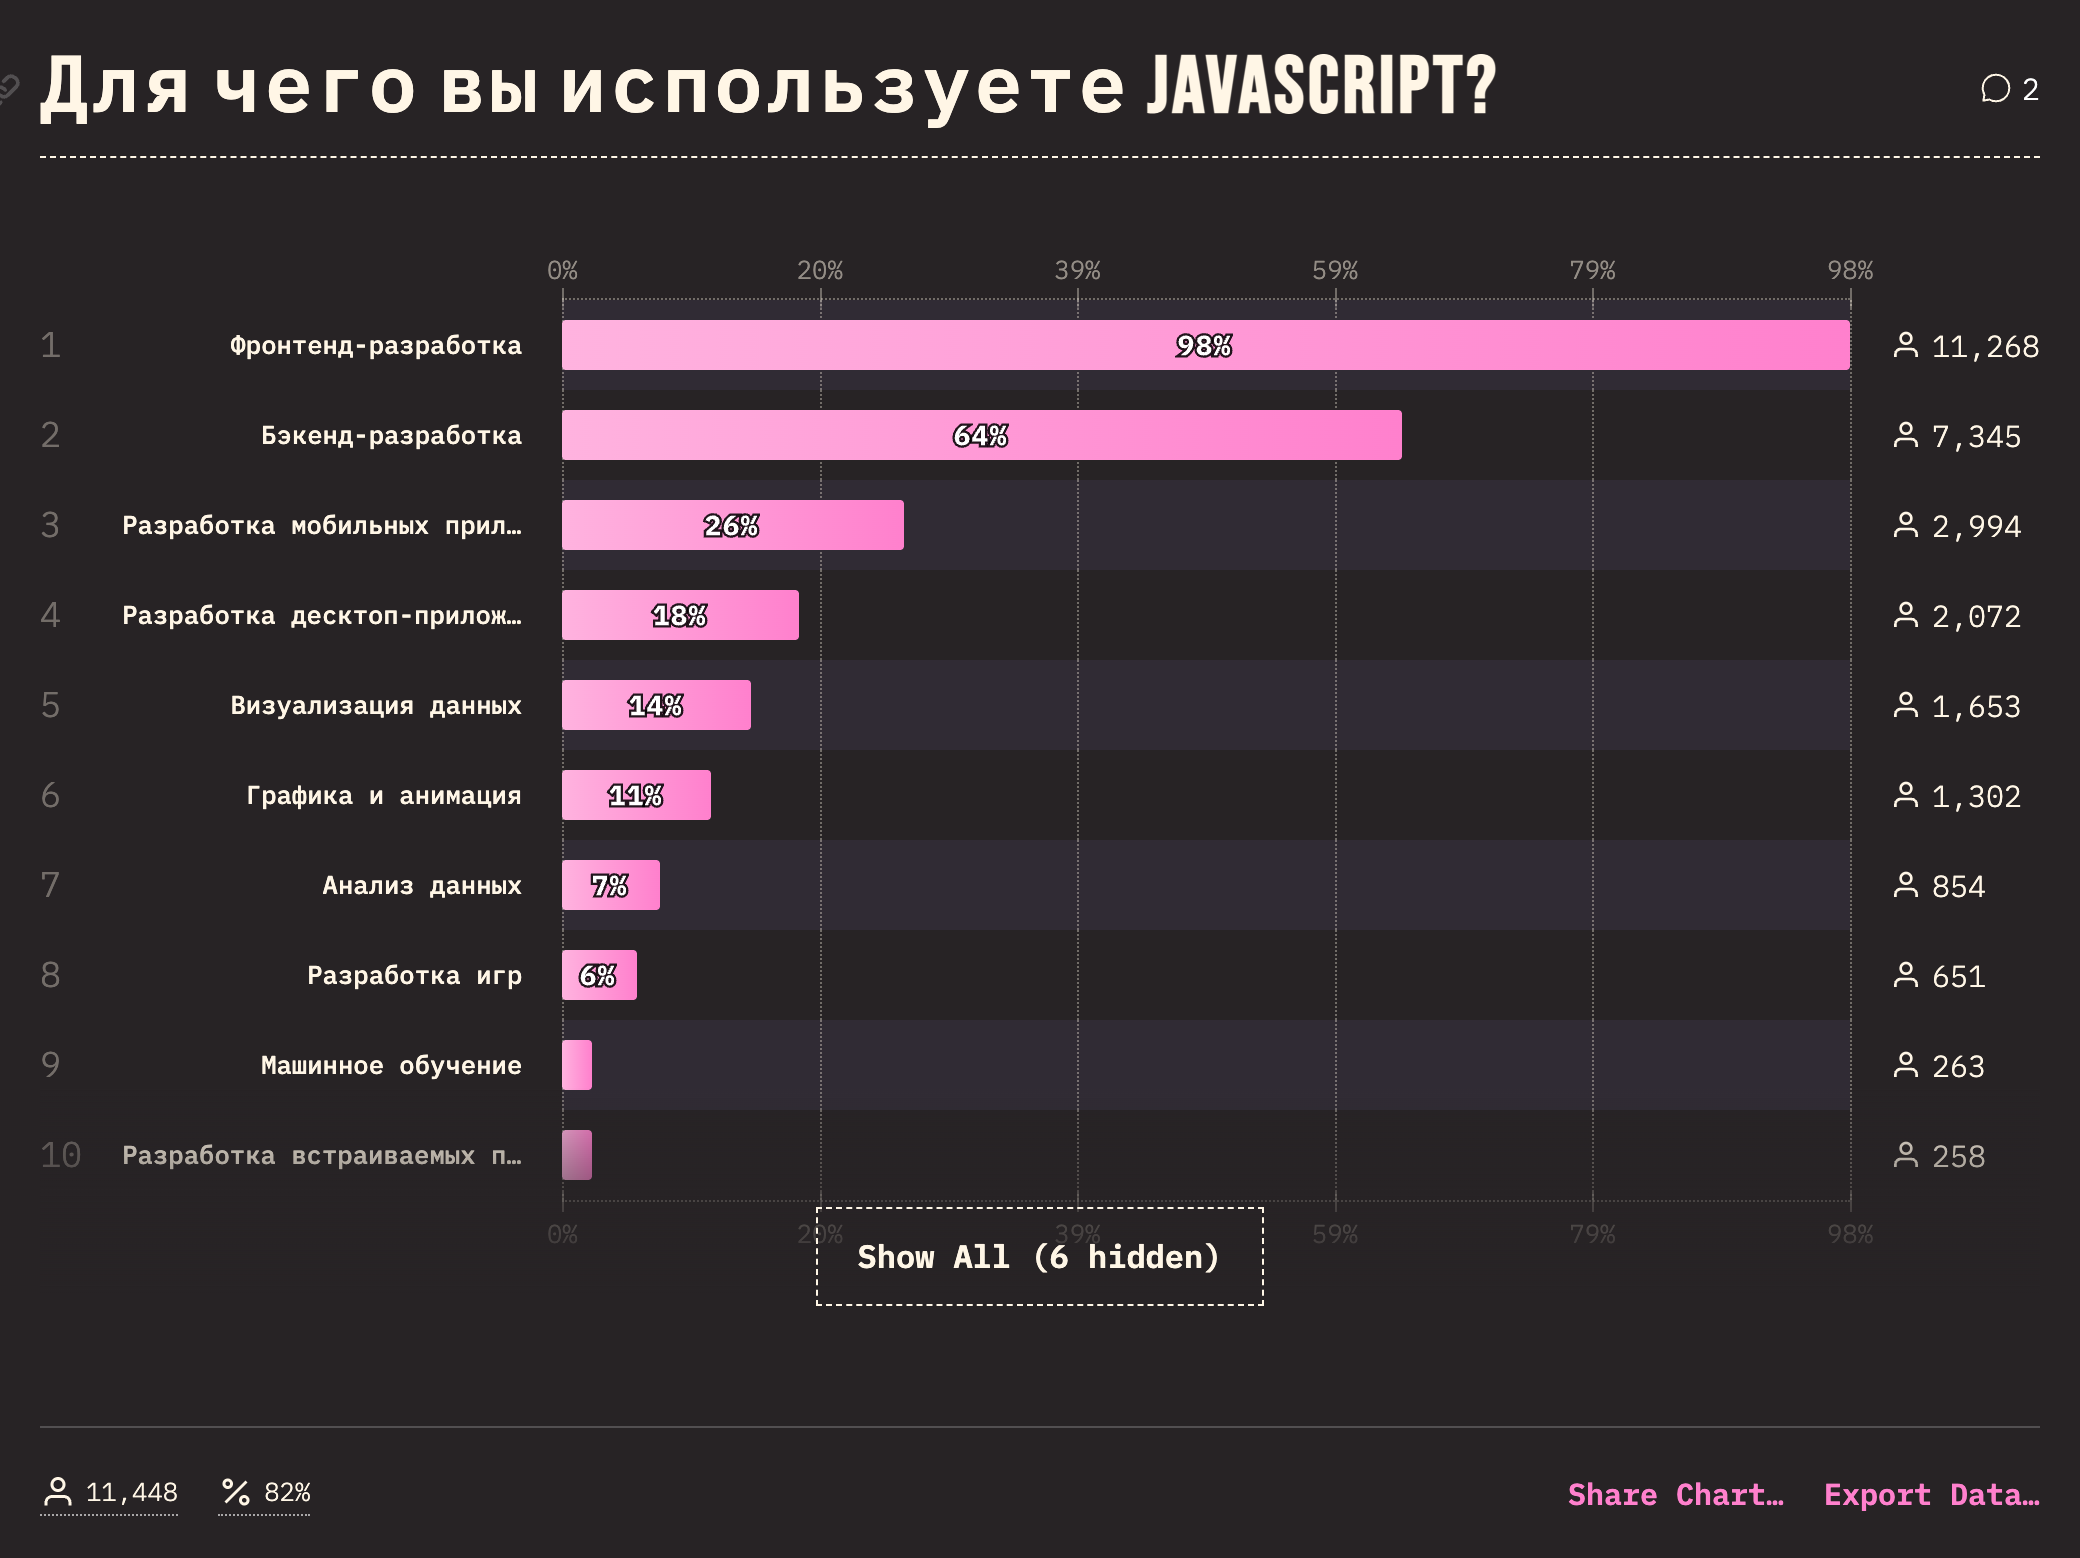 Для чего вы используете JAVASCRIPT?
2
0% 20% 39% 59% 79% 98%
1 Фронтенд-разработка 98% 11,268
2 Бэкенд-разработка 64% 7,345
3 Разработка мобильных прил… 26% 2,994
4 Разработка десктоп-прилож… 18% 2,072
5 Визуализация данных 14% 1,653
6 Графика и анимация 11% 1,302
7 Анализ данных 7% 854
8 Разработка игр 6% 651
9 Машинное обучение 263
10 Разработка встраиваемых п… 258
0% 20% 39% 59% 79% 98%
Show All (6 hidden)
11,448 82% Share Chart… Export Data…